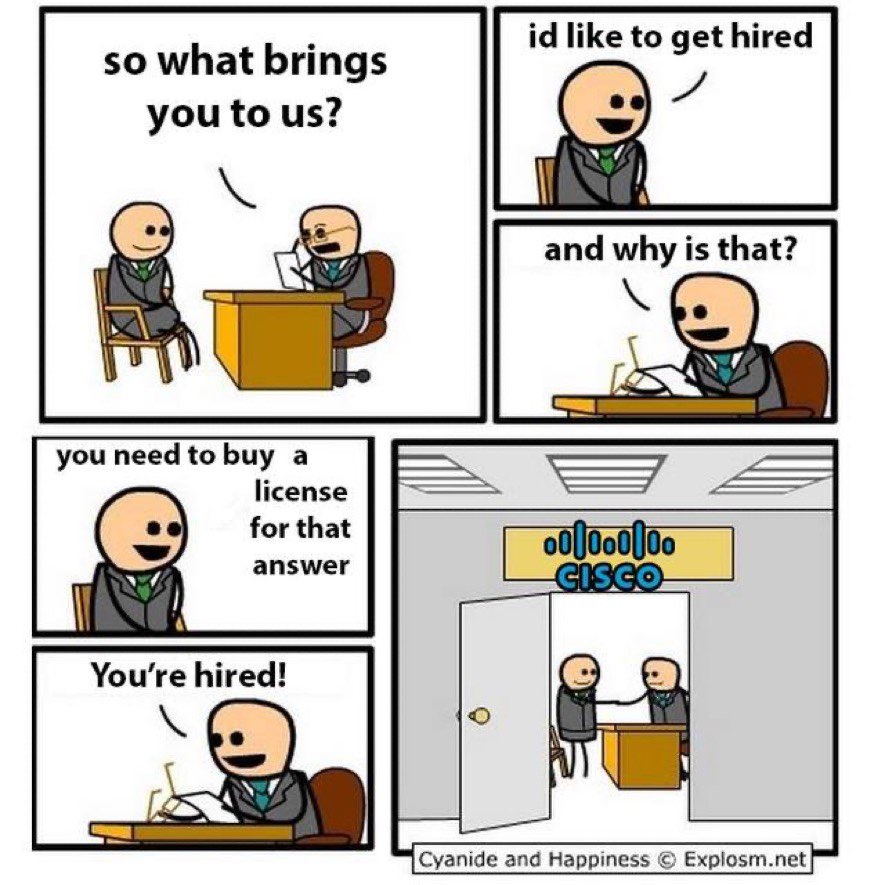 so what brings
you to us?
id like to get hired
and why is that?
you need to buy a
license
for that
answer
You're hired!
CISCO
Cyanide and Happiness © Explosm.net